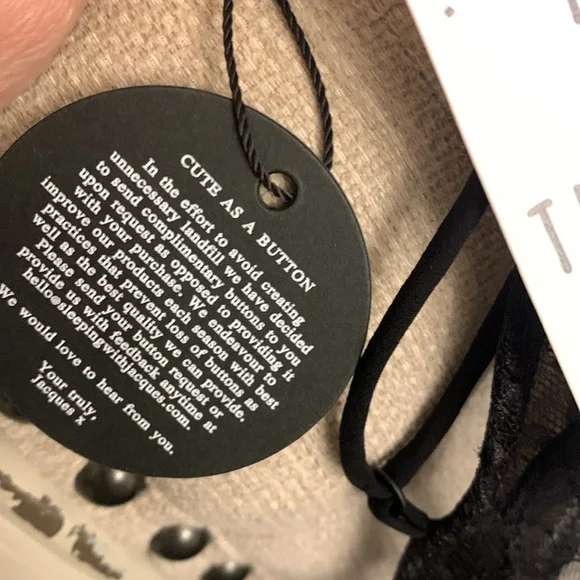 CUTE AS A BUTTON
In the effort to avoid creating
unnecessary landfill we have decided
to send complimentary buttons to you
upon request as opposed to providing it
with your purchase. We endeavour to
improve our products each season with best
practices that prevent loss of buttons as
well as the best quality we can provide.
Please send your button request or
provide us with feedback anytime at
hello@sleepingwithjacques.com.
We would love to hear from you.
Your truly,
Jacques x